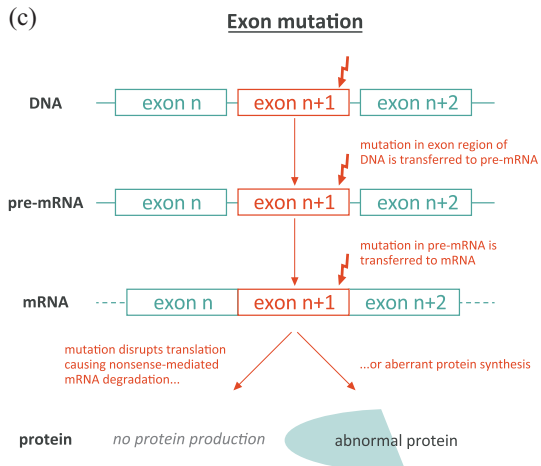 (c)
Exon mutation
DNA
exon n
exon n+1
exon n+2
mutation in exon region of
DNA is transferred to pre-mRNA
pre-mRNA
exon n
exon n+1
exon n+2
mutation in pre-mRNA is
transferred to mRNA
mRNA
exon n
exon n+1
exon n+2
mutation disrupts translation
causing nonsense-mediated
mRNA degradation...
...or aberrant protein synthesis
protein
no protein production
abnormal protein